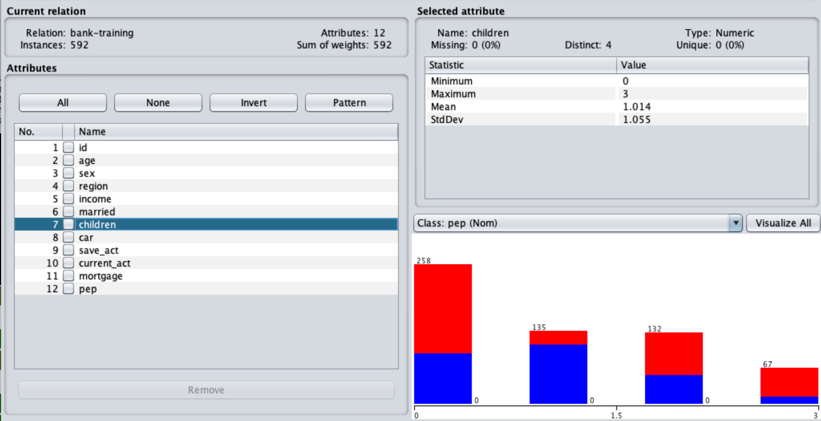 Current relation
Relation: bank-training
Attributes: 12
Instances: 592
Sum of weights: 592
Attributes
All
None
Invert
Pattern
No.
Name
1 id
2 age
3 sex
4 region
5 income
6 married
7 children
8 car
9 save_act
10 current_act
11 mortgage
12 pep
Remove
Selected attribute
Name: children
Type: Numeric
Missing: 0 (0%)
Distinct: 4
Unique: 0 (0%)
Statistic
Value
Minimum 0
Maximum 3
Mean 1.014
StdDev 1.055
Class: pep (Nom)
Visualize All
258
0
135
0
132
0
67
0
1.5
3